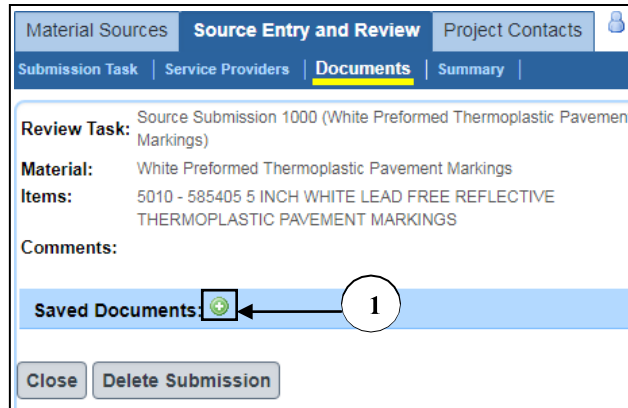 Material Sources Source Entry and Review Project Contacts
Submission Task | Service Providers | Documents | Summary |
Review Task: Source Submission 1000 (White Preformed Thermoplastic Pavemen
Markings)
Material: White Preformed Thermoplastic Pavement Markings
Items: 5010 - 585405 5 INCH WHITE LEAD FREE REFLECTIVE
THERMOPLASTIC PAVEMENT MARKINGS
Comments:
Saved Documents: 1
Close Delete Submission